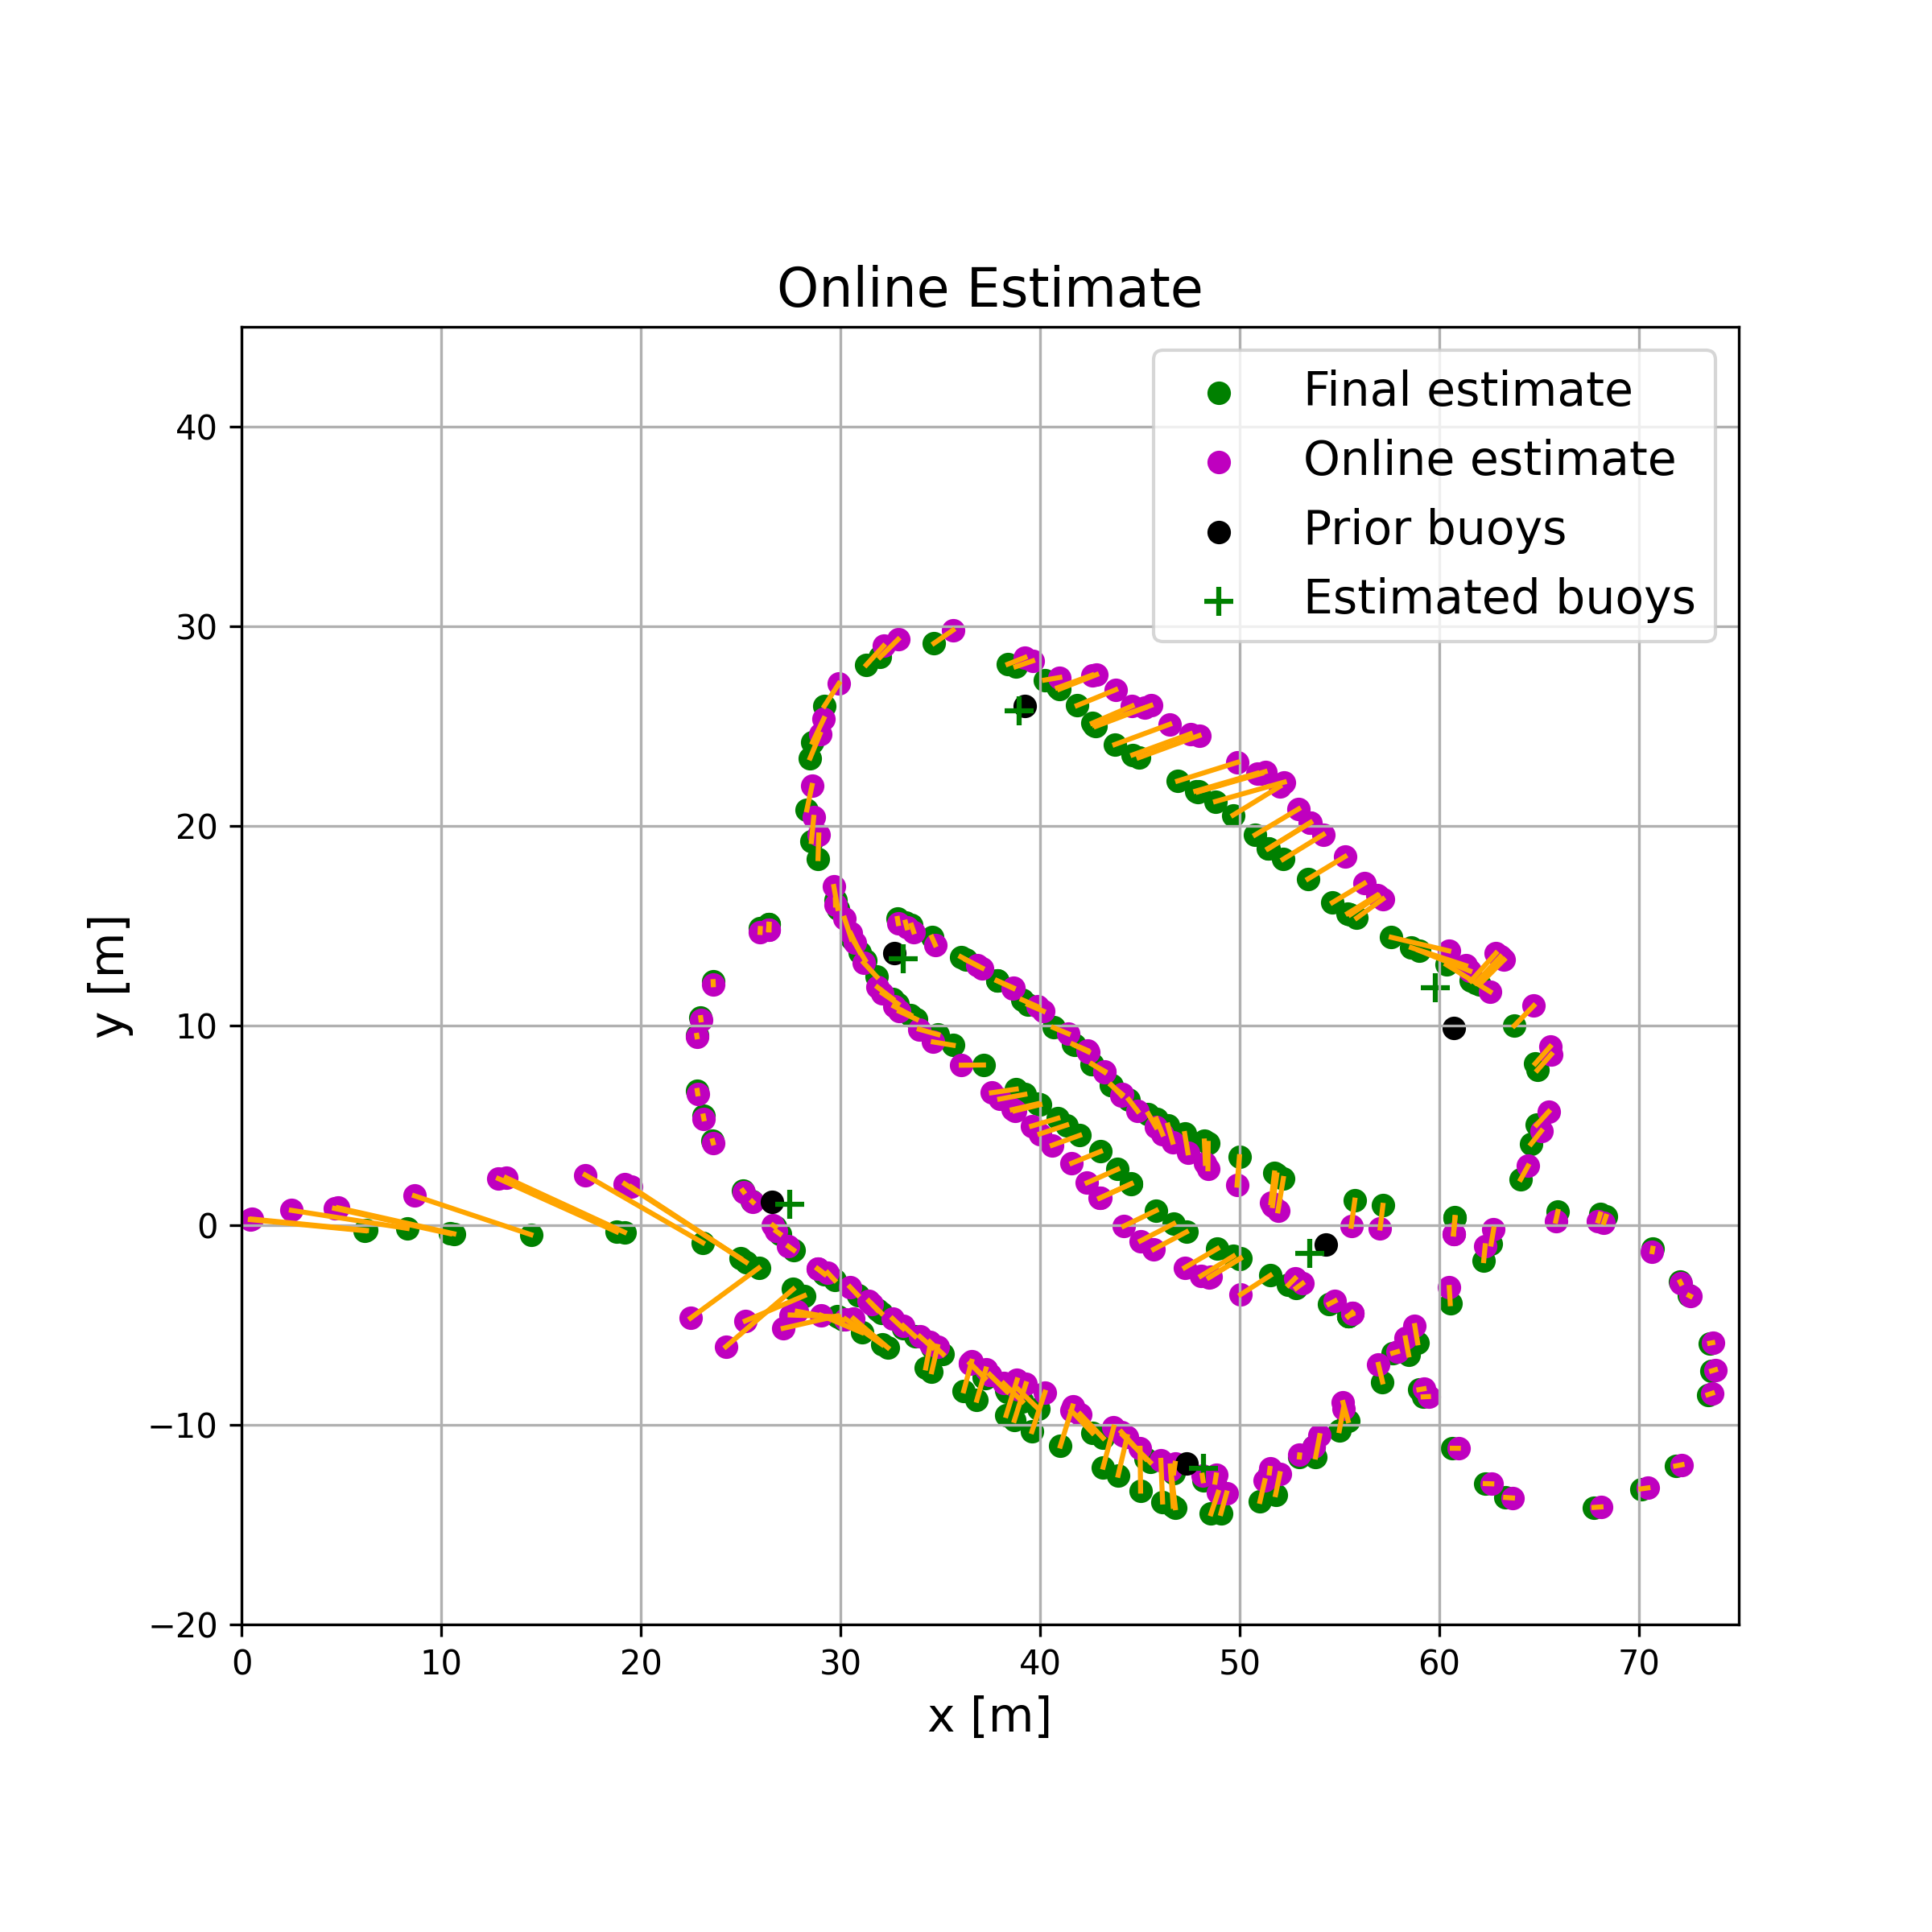 Online Estimate
Final estimate
Online estimate
Prior buoys
Estimated buoys
y [m]
40
30
20
10
0
−10
−20
0 10 20 30 40 50 60 70
x [m]